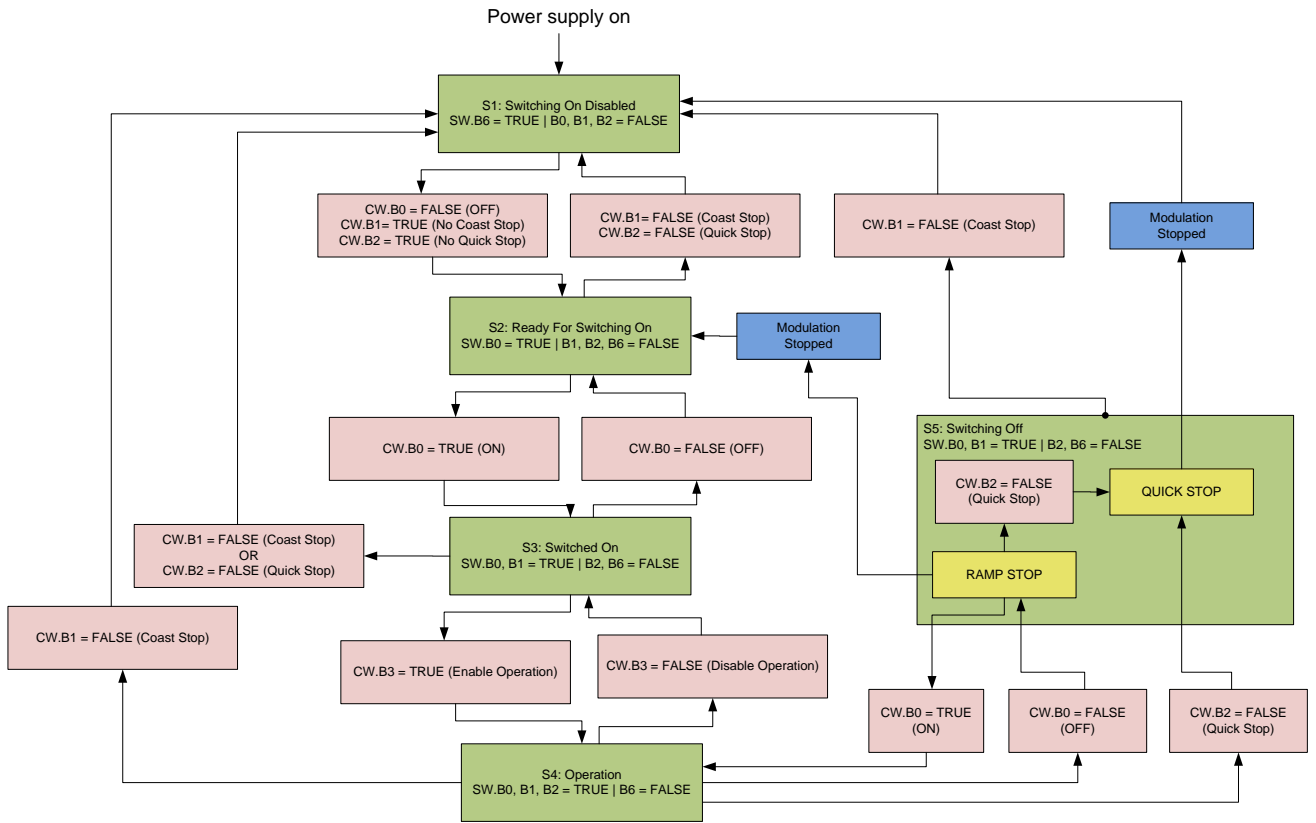 Power supply on
S1: Switching On Disabled
SW.B6 = TRUE | B0, B1, B2 = FALSE
CW.B0 = FALSE (OFF)
CW.B1= TRUE (No Coast Stop)
CW.B2 = TRUE (No Quick Stop)
CW.B1= FALSE (Coast Stop)
CW.B2 = FALSE (Quick Stop)
CW.B1 = FALSE (Coast Stop)
Modulation
Stopped
S2: Ready For Switching On
SW.B0 = TRUE | B1, B2, B6 = FALSE
Modulation
Stopped
CW.B0 = TRUE (ON)
CW.B0 = FALSE (OFF)
S5: Switching Off
SW.B0, B1 = TRUE | B2, B6 = FALSE
CW.B2 = FALSE
(Quick Stop)
QUICK STOP
CW.B1 = FALSE (Coast Stop)
OR
CW.B2 = FALSE (Quick Stop)
S3: Switched On
SW.B0, B1 = TRUE | B2, B6 = FALSE
RAMP STOP
CW.B1 = FALSE (Coast Stop)
CW.B3 = TRUE (Enable Operation)
CW.B3 = FALSE (Disable Operation)
CW.B0 = TRUE
(ON)
CW.B0 = FALSE
(OFF)
CW.B2 = FALSE
(Quick Stop)
S4: Operation
SW.B0, B1, B2 = TRUE | B6 = FALSE